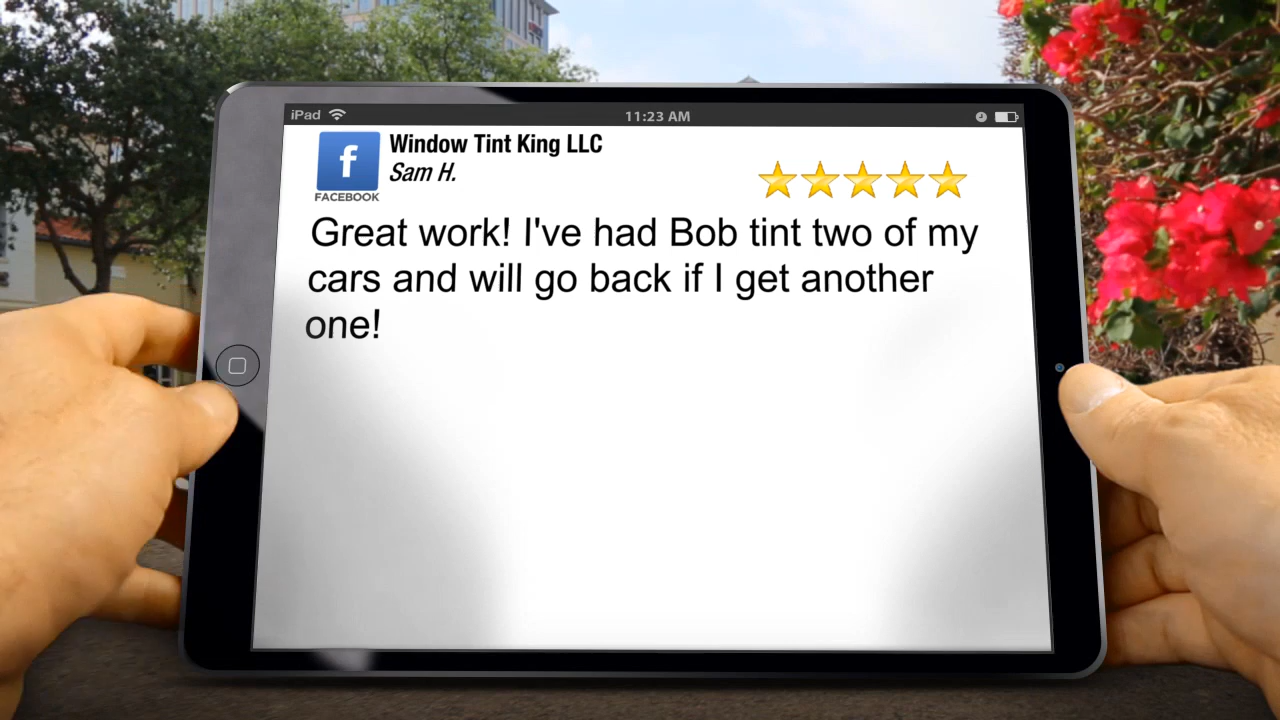 iPad 11:23 AM
f
FACEBOOK
Window Tint King LLC
Sam H.
Great work! I've had Bob tint two of my
cars and will go back if I get another
one!